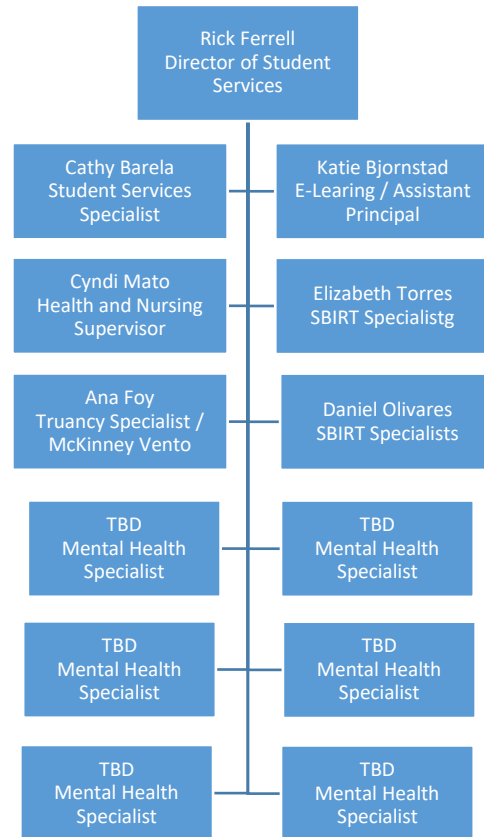 Rick Ferrell
Director of Student
Services
Cathy Barela
Student Services
Specialist
Katie Bjornstad
E-Learing / Assistant
Principal
Cyndi Mato
Health and Nursing
Supervisor
Elizabeth Torres
SBIRT Specialistg
Ana Foy
Truancy Specialist /
McKinney Vento
Daniel Olivares
SBIRT Specialists
TBD
Mental Health
Specialist
TBD
Mental Health
Specialist
TBD
Mental Health
Specialist
TBD
Mental Health
Specialist
TBD
Mental Health
Specialist
TBD
Mental Health
Specialist